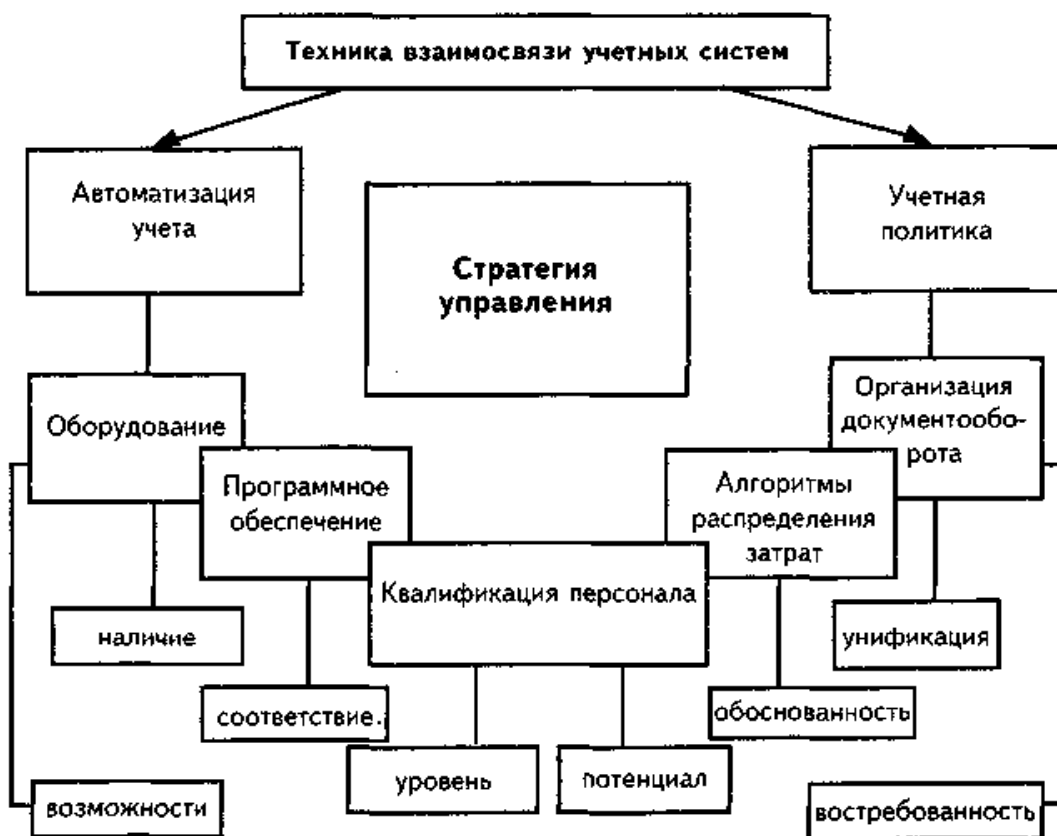 Техника взаимосвязи учетных систем
Автоматизация
учета
Стратегия
управления
Учетная
политика
Оборудование
Программное
обеспечение
Квалификация персонала
Алгоритмы
распределения
затрат
Организация
документообо-
рота
наличие
соответствие.
уровень
потенциал
обоснованность
унификация
возможности
востребованность